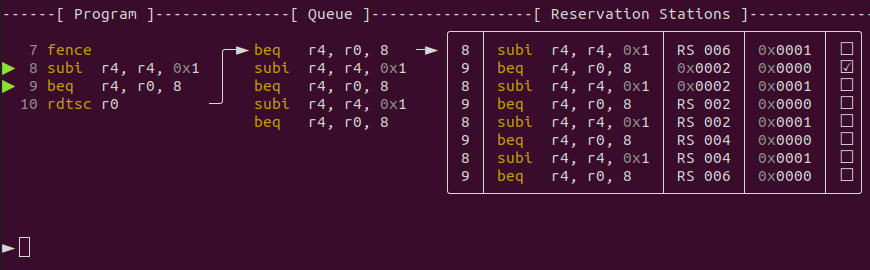 ------[ Program ]---------------[ Queue ]------------------[ Reservation Stations ]---------------
7 fence beq r4, r0, 8 8 subi r4, r4, 0x1 RS 006 0x0001 ☐
▶ 8 subi r4, r4, 0x1 subi r4, r4, 0x1 9 beq r4, r0, 8 0x0002 0x0000 ☑
▶ 9 beq r4, r0, 8 beq r4, r0, 8 8 subi r4, r4, 0x1 0x0002 0x0001 ☐
10 rdtsc r0 subi r4, r4, 0x1 9 beq r4, r0, 8 RS 002 0x0000 ☐
beq r4, r0, 8 8 subi r4, r4, 0x1 RS 002 0x0001 ☐
9 beq r4, r0, 8 RS 004 0x0000 ☐
8 subi r4, r4, 0x1 RS 004 0x0001 ☐
9 beq r4, r0, 8 RS 006 0x0000 ☐